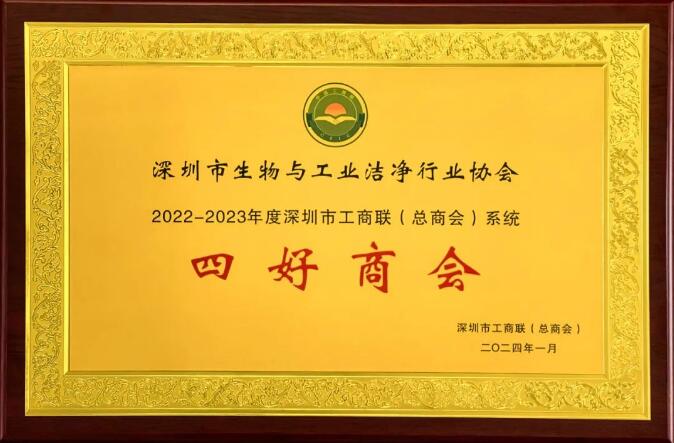 深圳市生物与工业洁净行业协会
2022-2023年度深圳市工商联（总商会）系统
四好商会
深圳市工商联（总商会）
二〇二四年一月